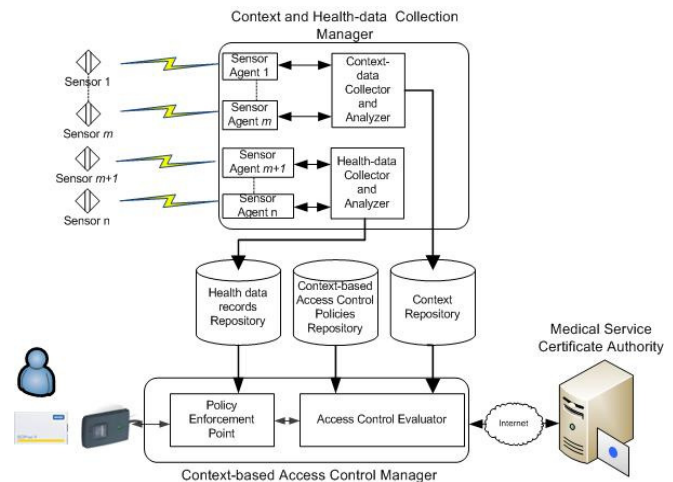 Context and Health-data Collection
Manager
Sensor 1
Sensor m
Sensor m+1
Sensor n
Sensor
Agent 1
Sensor
Agent m
Sensor
Agent m+1
Sensor
Agent n
Context-
data
Collector
and
Analyzer
Health-data
Collector
and
Analyzer
Health data
records
Repository
Context-based
Access Control
Policies
Repository
Context
Repository
Medical Service
Certificate Authority
Policy
Enforcement
Point
Access Control Evaluator
Internet
Context-based Access Control Manager